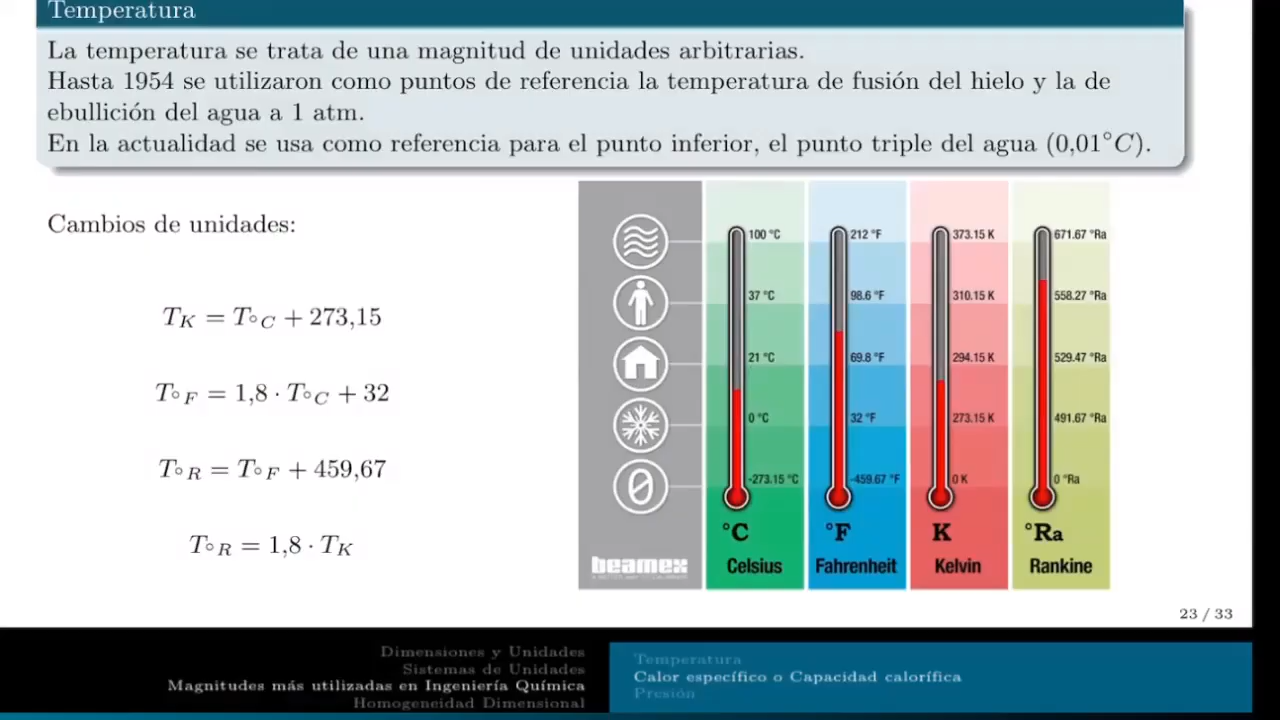 Temperatura
La temperatura se trata de una magnitud de unidades arbitrarias.
Hasta 1954 se utilizaron como puntos de referencia la temperatura de fusión del hielo y la de
ebullición del agua a 1 atm.
En la actualidad se usa como referencia para el punto inferior, el punto triple del agua (0,01°C).
Cambios de unidades:
T_K = T_{°C} + 273,15
T_{°F} = 1,8 · T_{°C} + 32
T_{°R} = T_{°F} + 459,67
T_{°R} = 1,8 · T_K
100 °C 212 °F 373.15 K 671.67 °Ra
37 °C 98.6 °F 310.15 K 558.27 °Ra
21 °C 69.8 °F 294.15 K 529.47 °Ra
0 °C 32 °F 273.15 K 491.67 °Ra
-273.15 °C -459.67 °F 0 K 0 °Ra
°C °F K °Ra
beamex Celsius Fahrenheit Kelvin Rankine
23 / 33
Dimensiones y Unidades
Sistemas de Unidades
Magnitudes más utilizadas en Ingeniería Química
Homogeneidad Dimensional
Temperatura
Calor específico o Capacidad calorífica
Presión